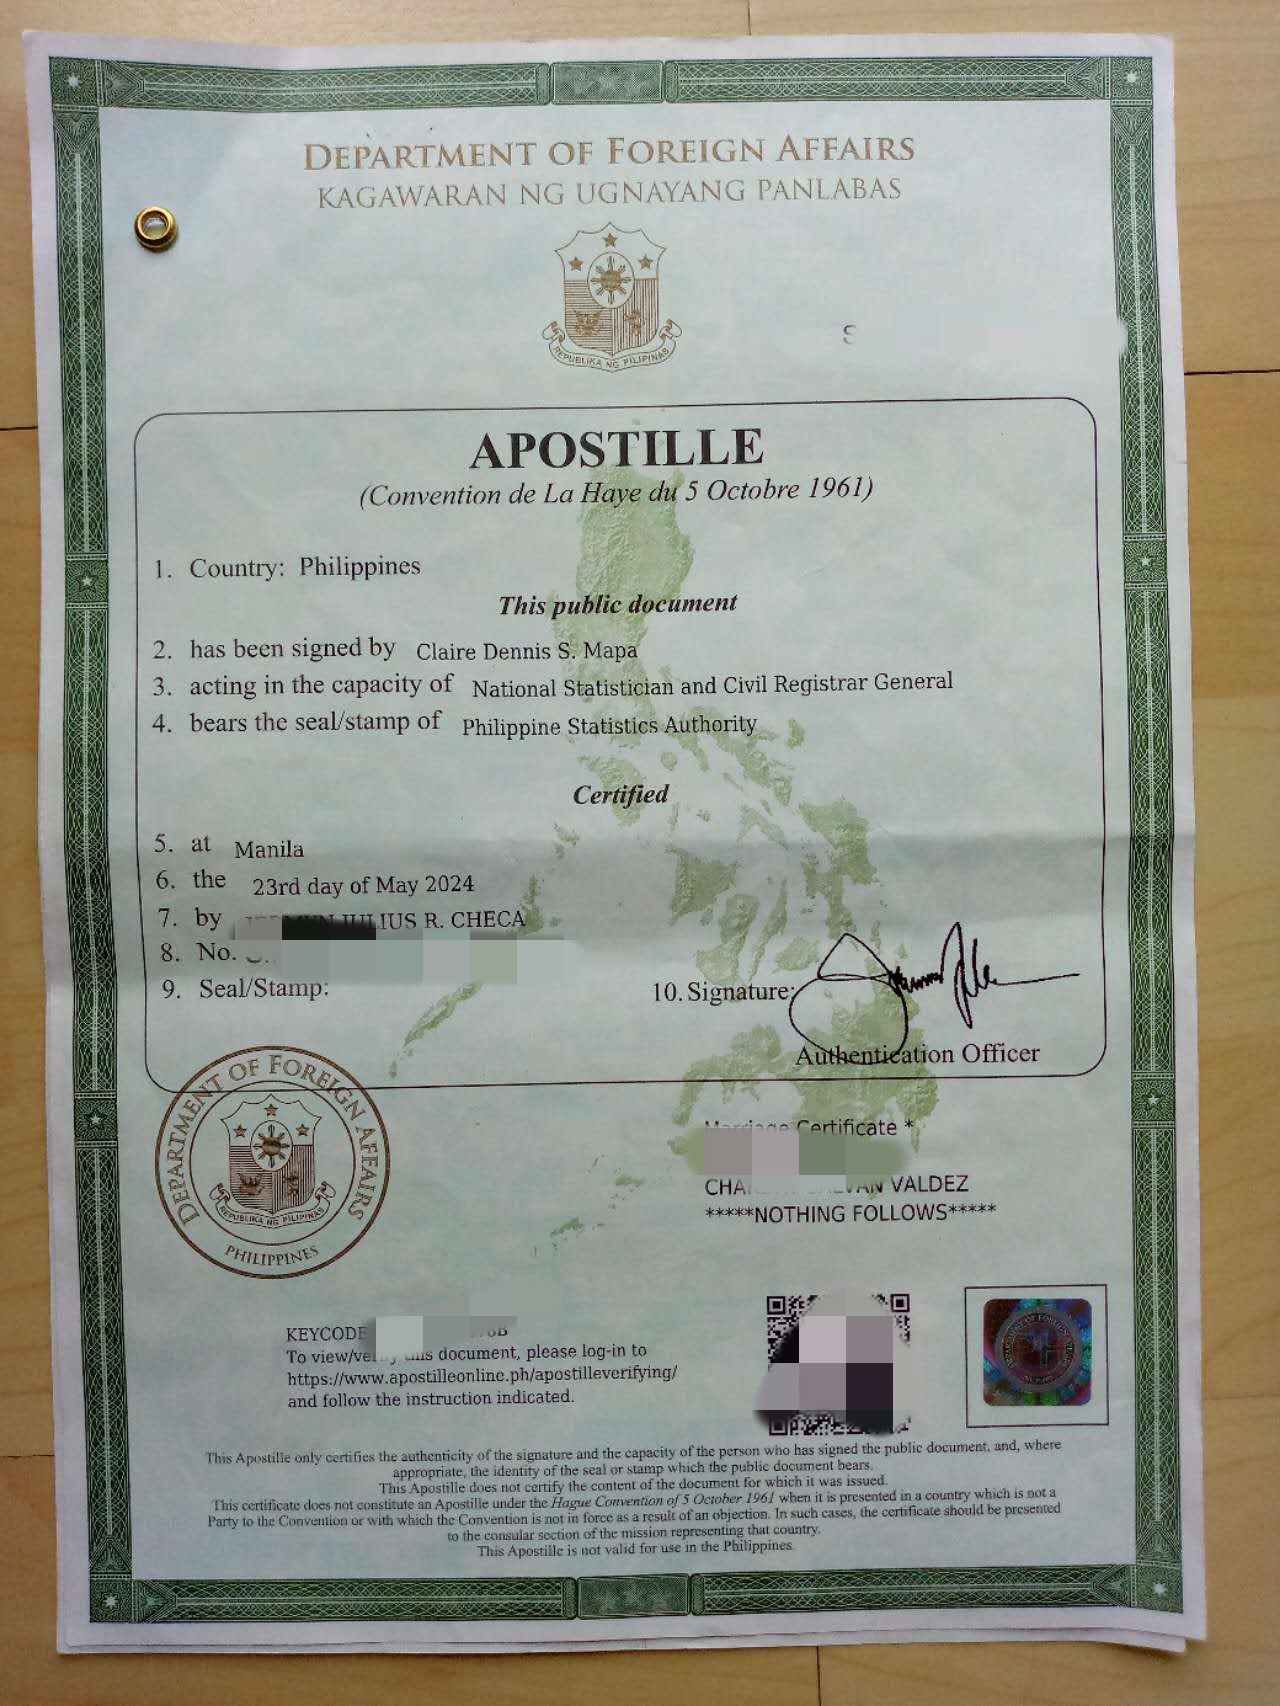 DEPARTMENT OF FOREIGN AFFAIRS
KAGAWARAN NG UGNAYANG PANLABAS
REPUBLIKA NG PILIPINAS
S
APOSTILLE
(Convention de La Haye du 5 Octobre 1961)
1. Country: Philippines
This public document
2. has been signed by Claire Dennis S. Mapa
3. acting in the capacity of National Statistician and Civil Registrar General
4. bears the seal/stamp of Philippine Statistics Authority
Certified
5. at Manila
6. the 23rd day of May 2024
7. by JULIUS R. CHECA
8. No.
9. Seal/Stamp:
10. Signature:
Authentication Officer
DEPARTMENT OF FOREIGN AFFAIRS
REPUBLIKA NG PILIPINAS
PHILIPPINES
Marriage Certificate *
VALDEZ
*****NOTHING FOLLOWS*****
KEYCODE
To view/verify this document, please log-in to
https://www.apostilleonline.ph/apostilleverifying/
and follow the instruction indicated.
This Apostille only certifies the authenticity of the signature and the capacity of the person who has signed the public document, and, where
appropriate, the identity of the seal or stamp which the public document bears.
This Apostille does not certify the content of the document for which it was issued.
This certificate does not constitute an Apostille under the Hague Convention of 5 October 1961 when it is presented in a country which is not a
Party to the Convention or with which the Convention is not in force as a result of an objection. In such cases, the certificate should be presented
to the consular section of the mission representing that country.
This Apostille is not valid for use in the Philippines.